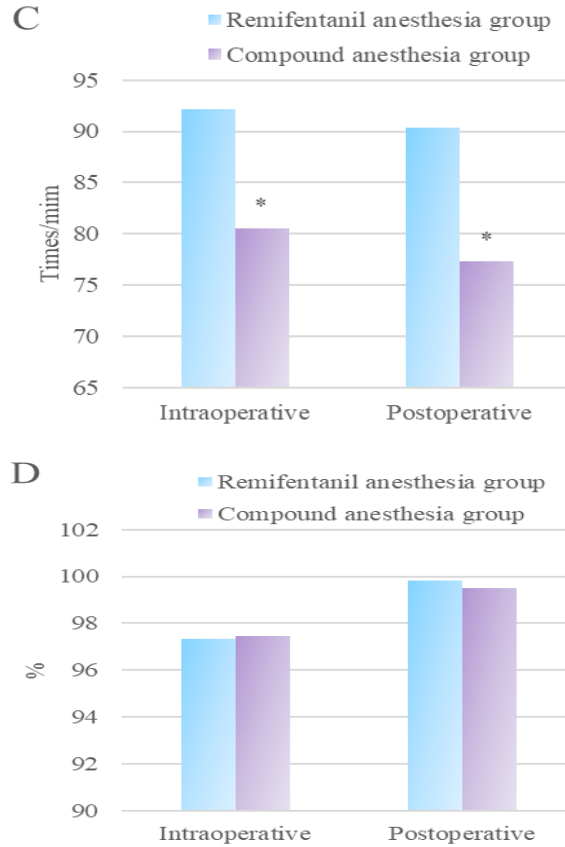 C
Remifentanil anesthesia group
Compound anesthesia group
95
90
85
80
75
70
65
Times/mim
*
*
Intraoperative Postoperative
D
Remifentanil anesthesia group
Compound anesthesia group
102
100
98
96
94
92
90
%
Intraoperative Postoperative